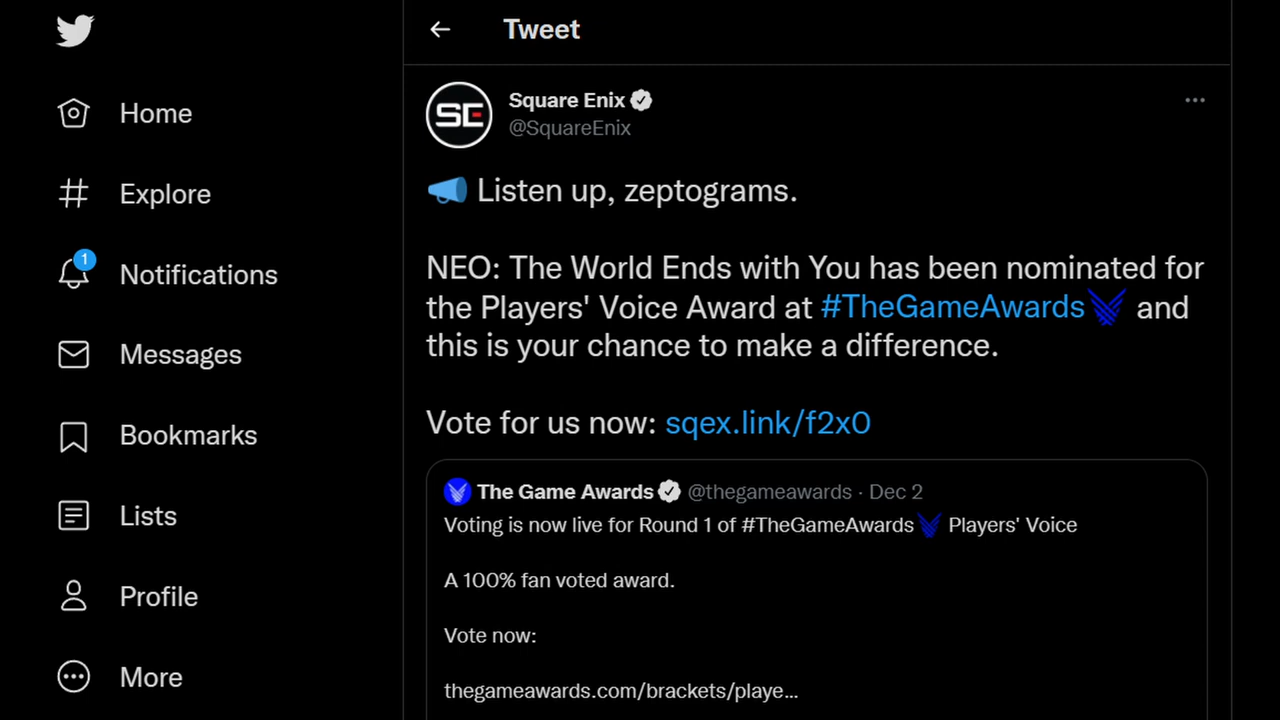 Tweet
Home
Explore
1
Notifications
Messages
Bookmarks
Lists
Profile
More
SE
Square Enix
@SquareEnix
Listen up, zeptograms.
NEO: The World Ends with You has been nominated for
the Players' Voice Award at #TheGameAwards and
this is your chance to make a difference.
Vote for us now: sqex.link/f2x0
The Game Awards @thegameawards · Dec 2
Voting is now live for Round 1 of #TheGameAwards Players' Voice
A 100% fan voted award.
Vote now:
thegameawards.com/brackets/playe...